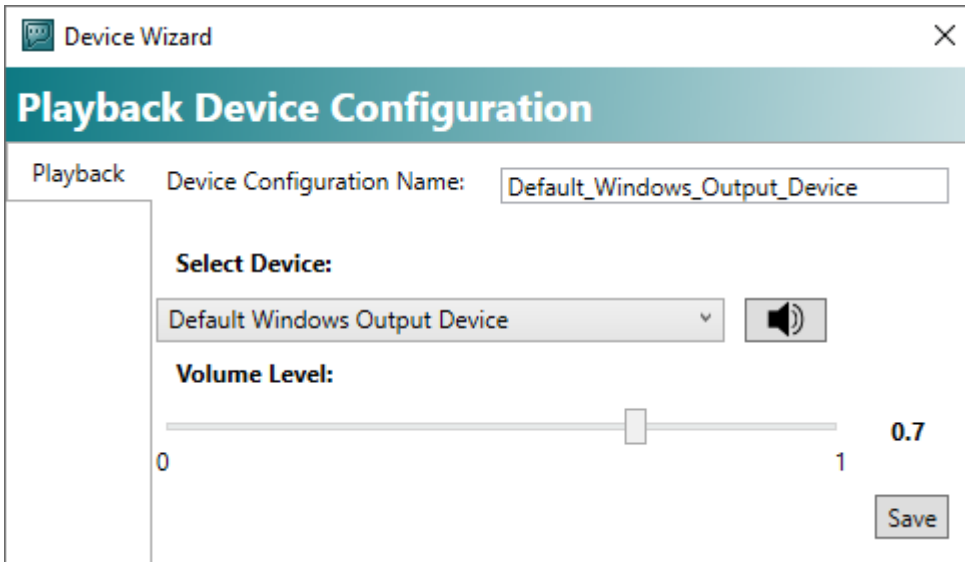 Device Wizard
Playback Device Configuration
Playback
Device Configuration Name: Default_Windows_Output_Device
Select Device:
Default Windows Output Device
Volume Level:
0.7
0 1
Save